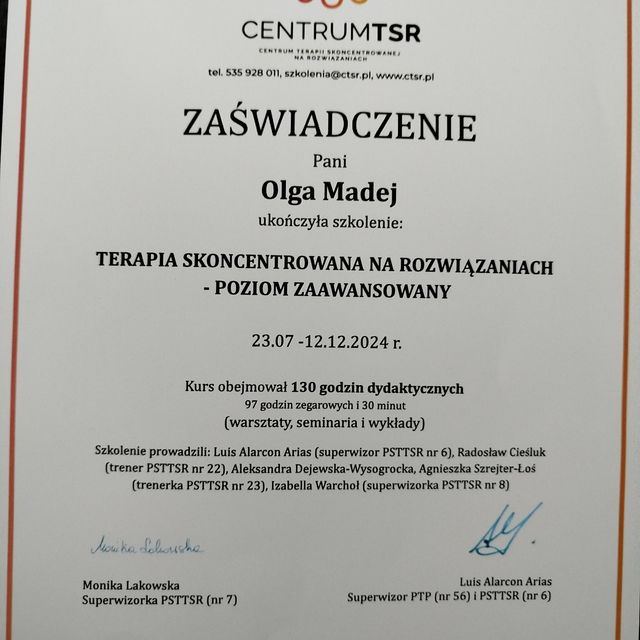 CENTRUMTSR
CENTRUM TERAPII SKONCENTROWANEJ
NA ROZWIĄZANIACH
tel. 535 928 011, szkolenia@ctsr.pl, www.ctsr.pl
ZAŚWIADCZENIE
Pani
Olga Madej
ukończyła szkolenie:
TERAPIA SKONCENTROWANA NA ROZWIĄZANIACH
- POZIOM ZAAWANSOWANY
23.07 -12.12.2024 r.
Kurs obejmował 130 godzin dydaktycznych
97 godzin zegarowych i 30 minut
(warsztaty, seminaria i wykłady)
Szkolenie prowadzili: Luis Alarcon Arias (superwizor PSTTSR nr 6), Radosław Cieśluk
(trener PSTTSR nr 22), Aleksandra Dejewska-Wysogrocka, Agnieszka Szrejter-Łoś
(trenerka PSTTSR nr 23), Izabella Warchoł (superwizorka PSTTSR nr 8)
Monika Lakowska
Monika Lakowska
Superwizorka PSTTSR (nr 7)
Luis Alarcon Arias
Superwizor PTP (nr 56) i PSTTSR (nr 6)